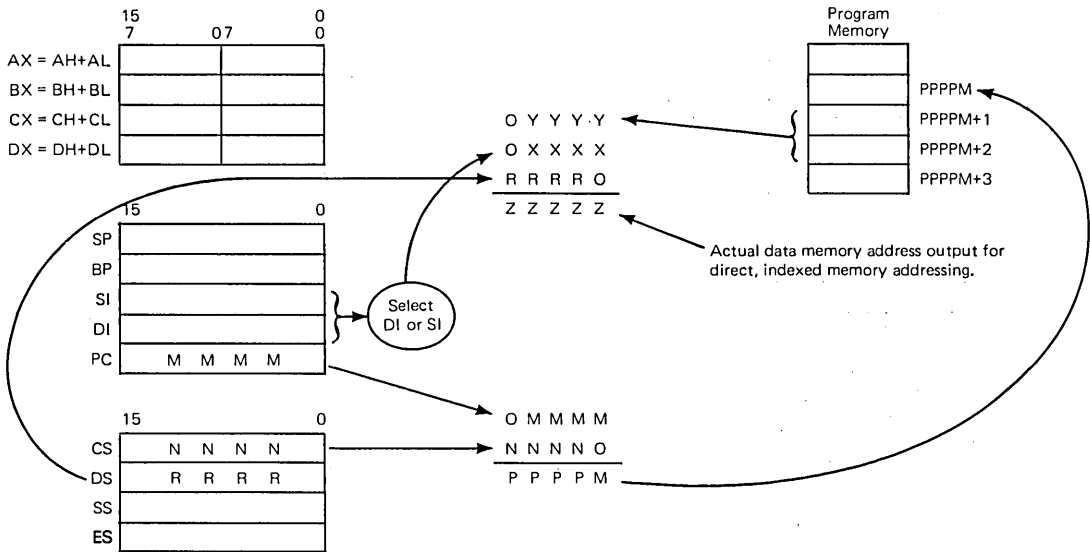 15 0
7 0 7 0
AX = AH+AL
BX = BH+BL
CX = CH+CL
DX = DH+DL
15 0
SP
BP
SI
DI
PC M M M M
Select
DI or SI
15 0
CS N N N N
DS R R R R
SS
ES
O Y Y Y Y
O X X X X
R R R R O
Z Z Z Z Z
Actual data memory address output for
direct, indexed memory addressing.
O M M M M
N N N N O
P P P P M
Program
Memory
PPPPM
PPPPM+1
PPPPM+2
PPPPM+3